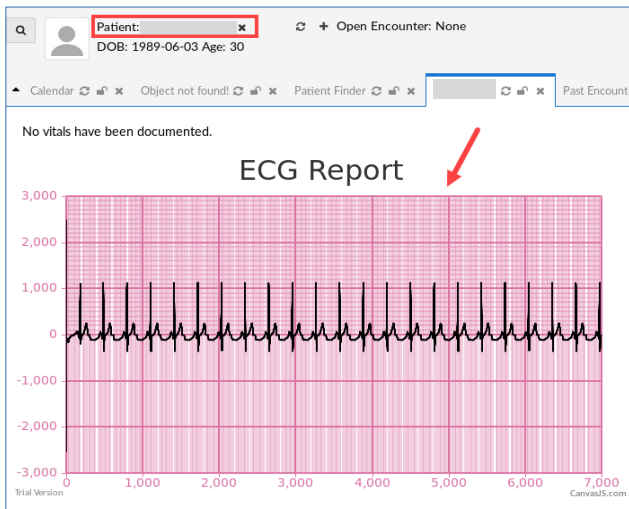 Patient:
Open Encounter: None
DOB: 1989-06-03 Age: 30
Calendar
Object not found!
Patient Finder
Past Encount
No vitals have been documented.
ECG Report
3,000
2,000
1,000
0
-1,000
-2,000
-3,000
0 1,000 2,000 3,000 4,000 5,000 6,000 7,000
Trial Version
CanvasJS.com